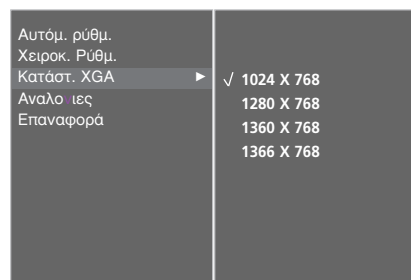 Αυτόμ. ρύθμ.
Χειροκ. Ρύθμ.
Κατάστ. XGA
Επαναφορά
√ 1024 X 768
1280 X 768
1360 X 768
1366 X 768